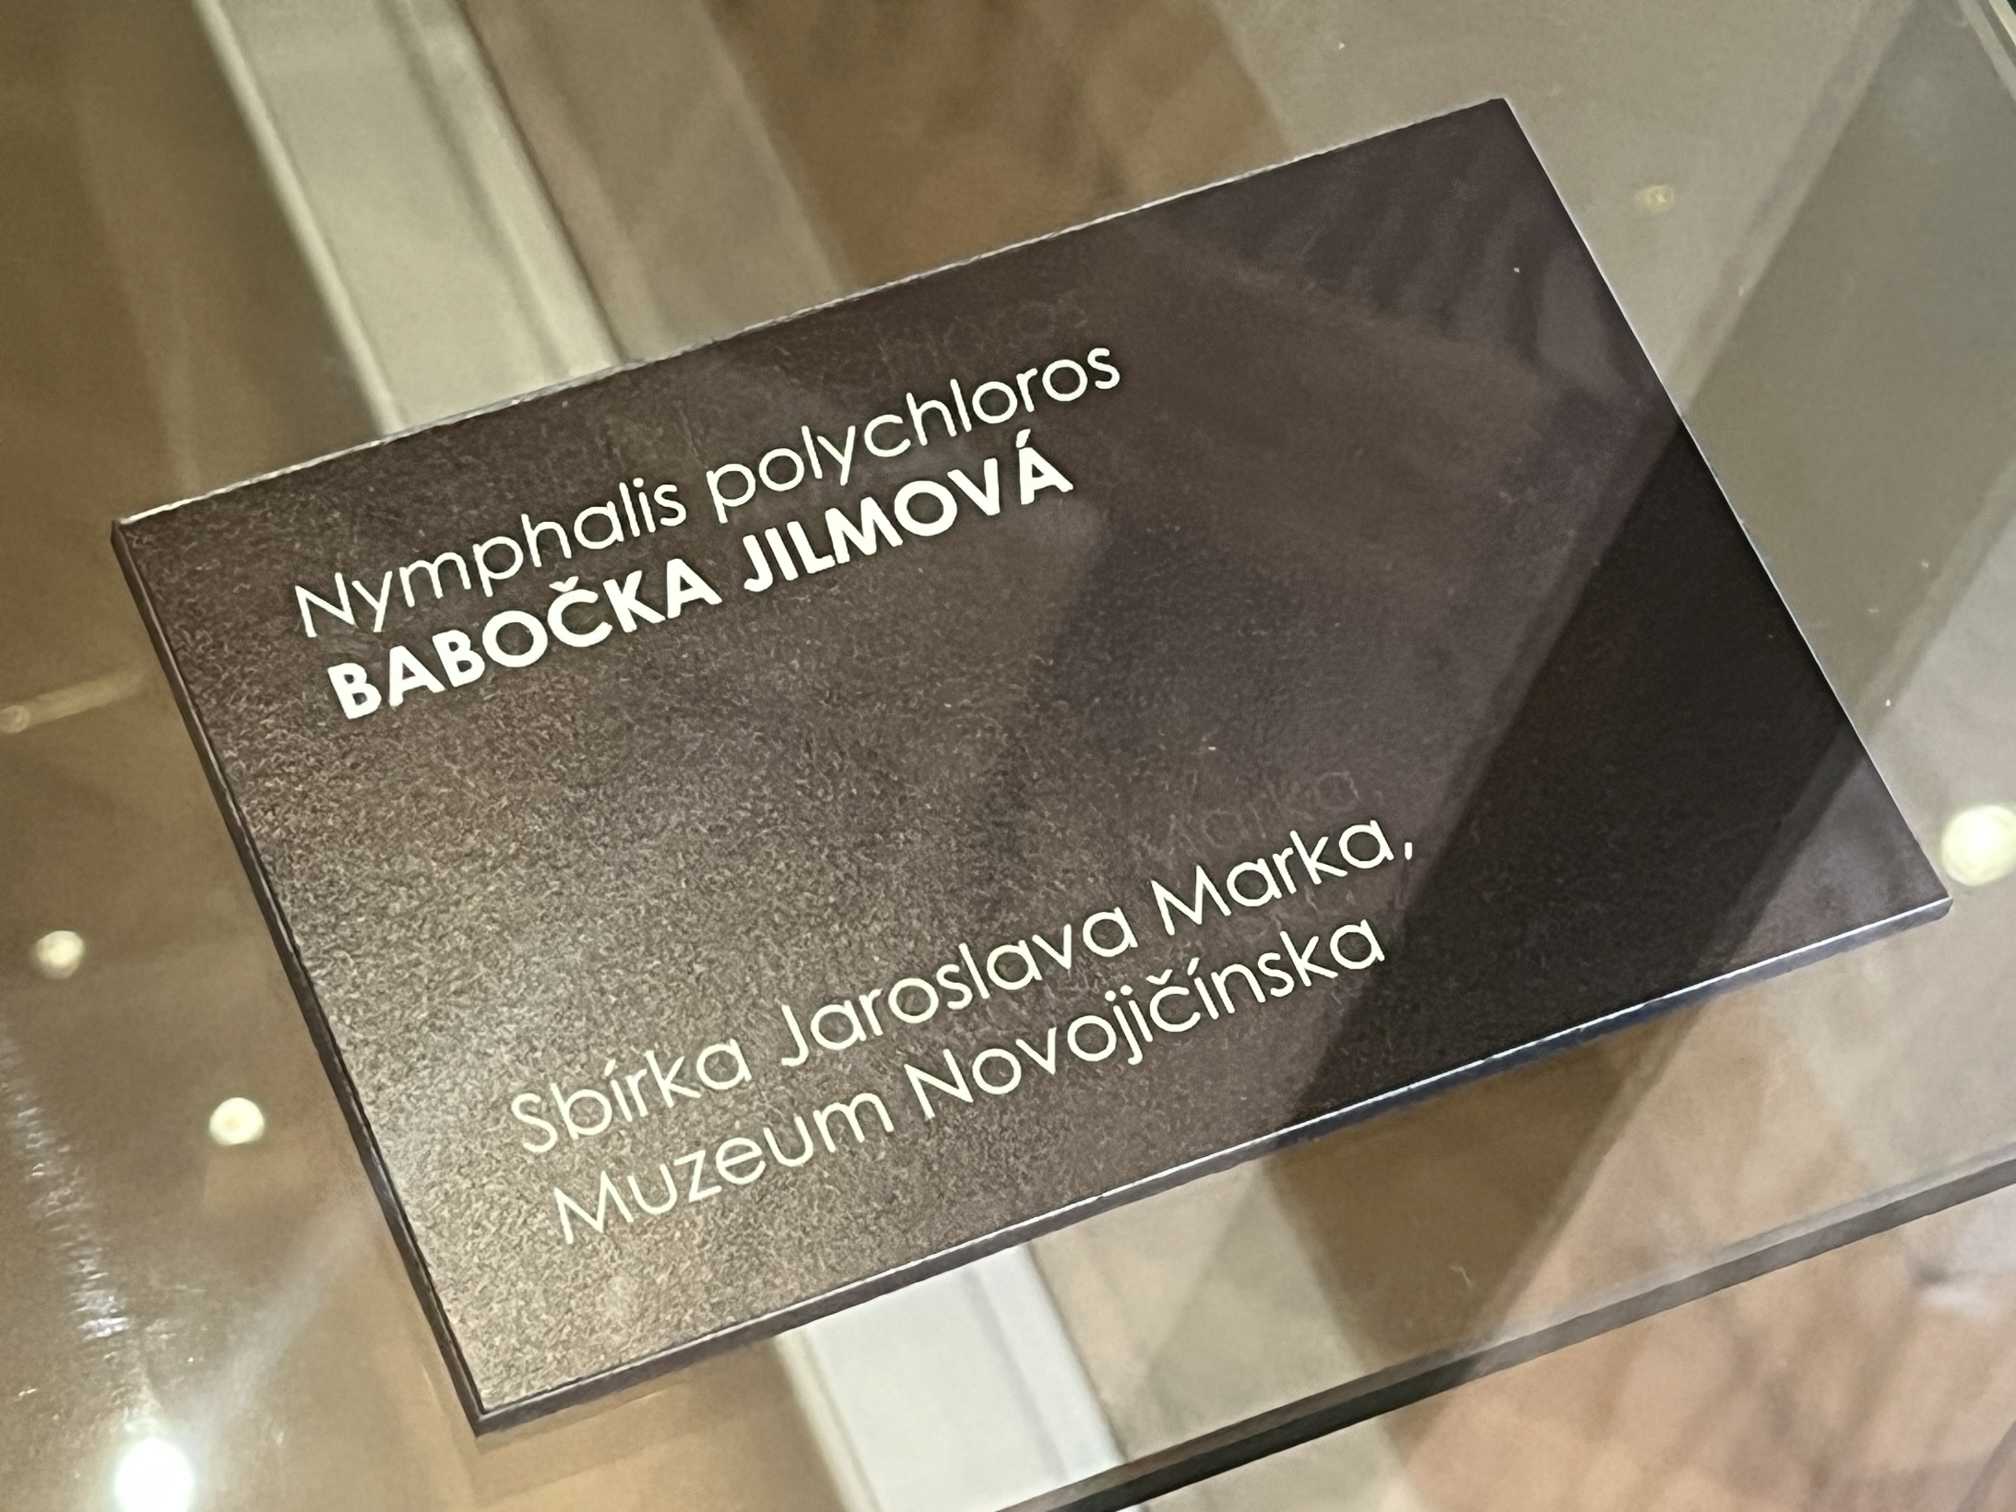 Nymphalis polychloros
BABOČKA JILMOVÁ
Sbírka Jaroslava Marka,
Muzeum Novojičínska